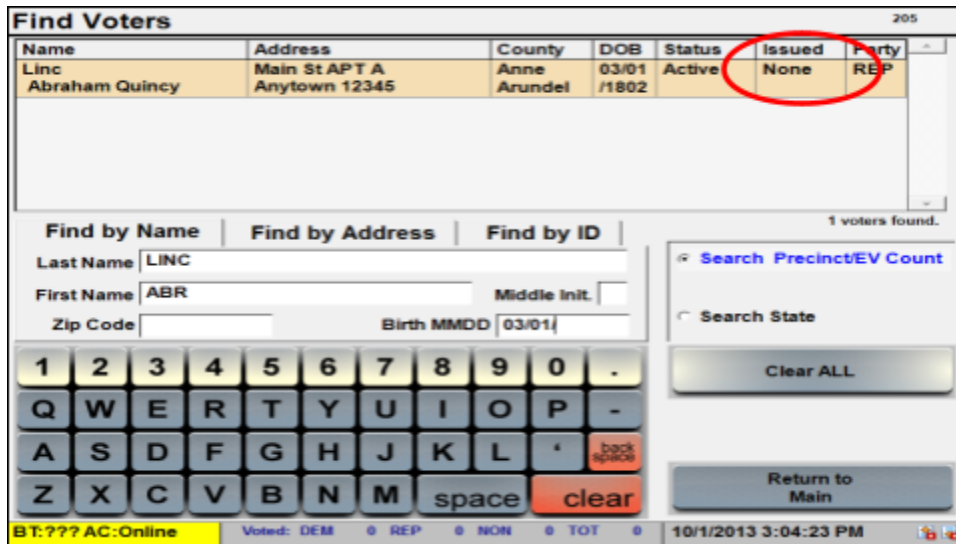 Find Voters 205
Name Address County DOB Status Issued Party
Linc Main St APT A Anne 03/01 Active None REP
Abraham Quincy Anytown 12345 Arundel /1802
1 voters found.
Find by Name Find by Address Find by ID
Last Name LINC
Search Precinct/EV Count
First Name ABR Middle Init.
Zip Code Birth MMDD 03/01/
Search State
1 2 3 4 5 6 7 8 9 0 .
Clear ALL
Q W E R T Y U I O P -
A S D F G H J K L ‘ back space
Z X C V B N M space clear
Return to Main
BT:??? AC:Online Voted: DEM 0 REP 0 NON 0 TOT 0 10/1/2013 3:04:23 PM